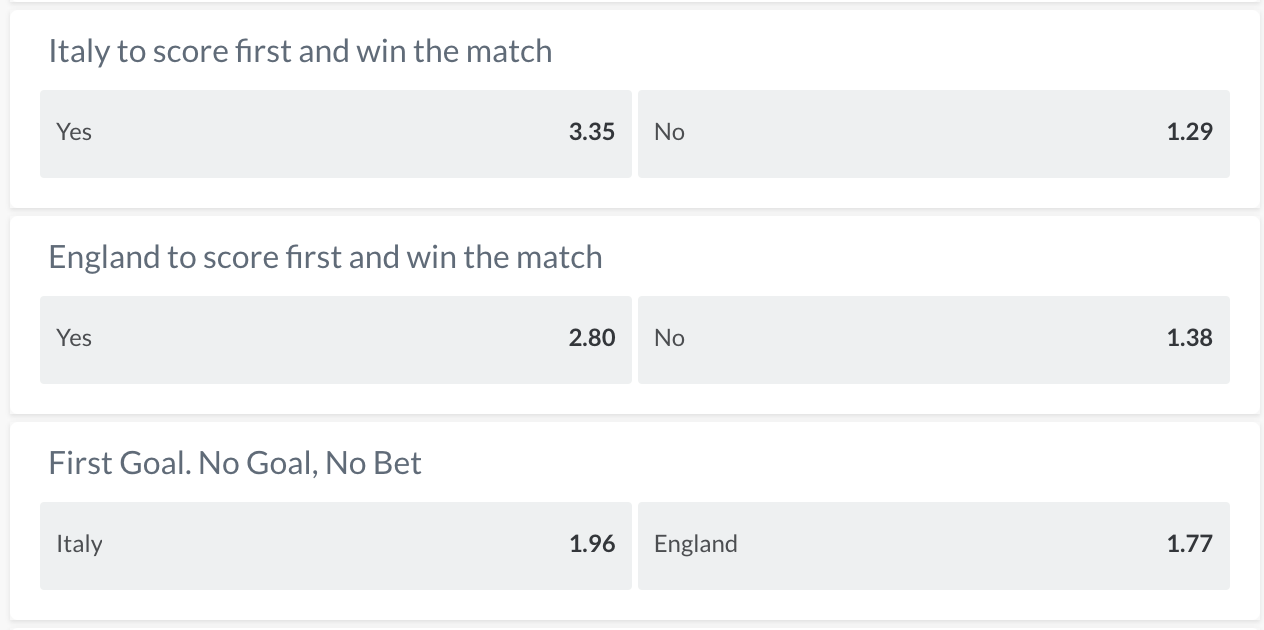 Italy to score first and win the match
Yes 3.35 No 1.29
England to score first and win the match
Yes 2.80 No 1.38
First Goal. No Goal, No Bet
Italy 1.96 England 1.77